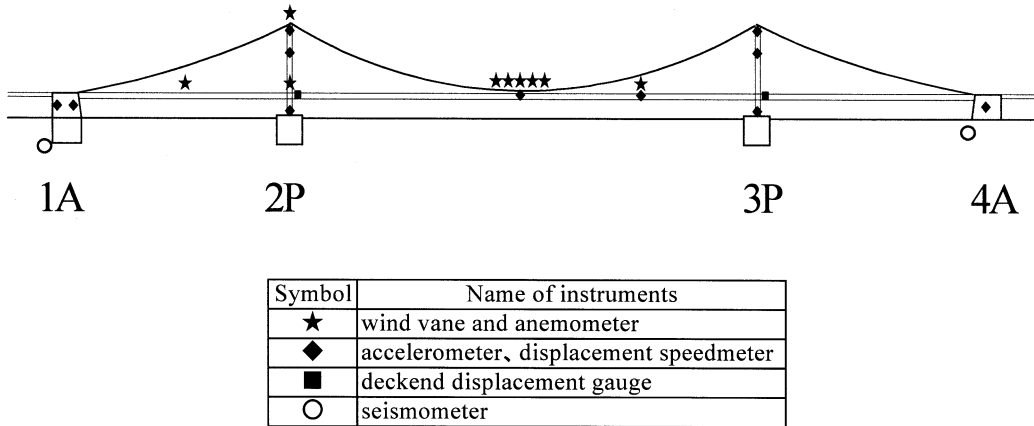 1A 2P 3P 4A
Symbol Name of instruments
★ wind vane and anemometer
◆ accelerometer、displacement speedmeter
■ deckend displacement gauge
○ seismometer